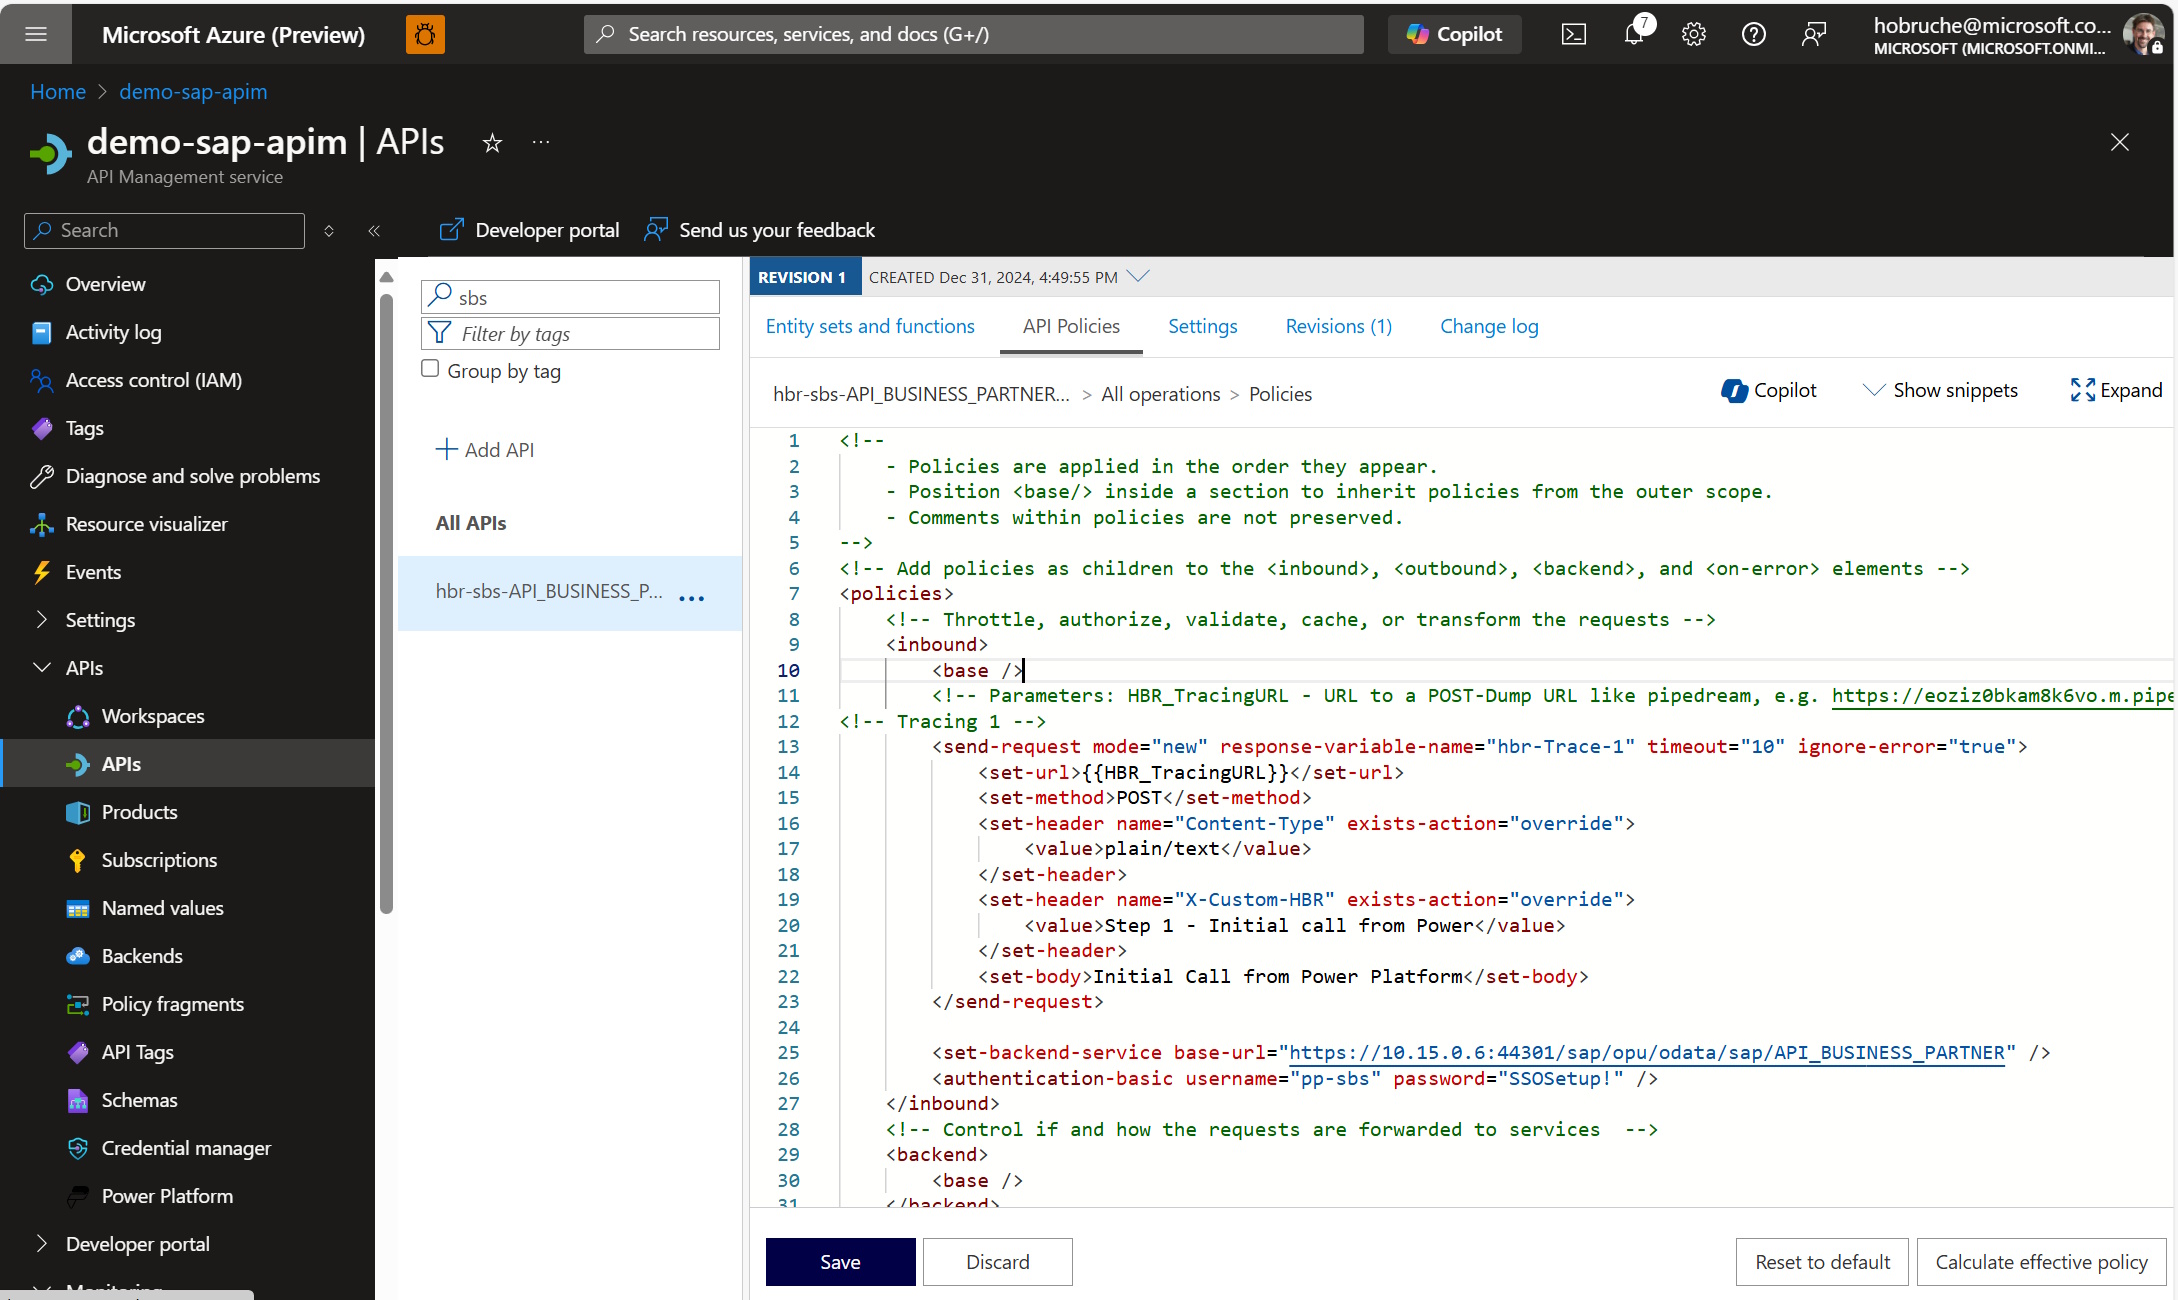 Microsoft Azure (Preview)
Search resources, services, and docs (G+/)
Copilot
7
hobruche@microsoft.co...
MICROSOFT (MICROSOFT.ONMI...
Home > demo-sap-apim
demo-sap-apim | APIs
API Management service
Search
Developer portal
Send us your feedback
Overview
Activity log
Access control (IAM)
Tags
Diagnose and solve problems
Resource visualizer
Events
Settings
APIs
Workspaces
APIs
Products
Subscriptions
Named values
Backends
Policy fragments
API Tags
Schemas
Credential manager
Power Platform
Developer portal
Monitoring
sbs
Filter by tags
Group by tag
Add API
All APIs
hbr-sbs-API_BUSINESS_P... ...
REVISION 1 CREATED Dec 31, 2024, 4:49:55 PM
Entity sets and functions API Policies Settings Revisions (1) Change log
hbr-sbs-API_BUSINESS_PARTNER... > All operations > Policies
Copilot Show snippets Expand
1 <!--
2 - Policies are applied in the order they appear.
3 - Position <base/> inside a section to inherit policies from the outer scope.
4 - Comments within policies are not preserved.
5 -->
6 <!-- Add policies as children to the <inbound>, <outbound>, <backend>, and <on-error> elements -->
7 <policies>
8 <!-- Throttle, authorize, validate, cache, or transform the requests -->
9 <inbound>
10 <base />
11 <!-- Parameters: HBR_TracingURL - URL to a POST-Dump URL like pipedream, e.g. https://eoziz0bkam8k6vo.m.pipe
12 <!-- Tracing 1 -->
13 <send-request mode="new" response-variable-name="hbr-Trace-1" timeout="10" ignore-error="true">
14 <set-url>{{HBR_TracingURL}}</set-url>
15 <set-method>POST</set-method>
16 <set-header name="Content-Type" exists-action="override">
17 <value>plain/text</value>
18 </set-header>
19 <set-header name="X-Custom-HBR" exists-action="override">
20 <value>Step 1 - Initial call from Power</value>
21 </set-header>
22 <set-body>Initial Call from Power Platform</set-body>
23 </send-request>
24
25 <set-backend-service base-url="https://10.15.0.6:44301/sap/opu/odata/sap/API_BUSINESS_PARTNER" />
26 <authentication-basic username="pp-sbs" password="SSOSetup!" />
27 </inbound>
28 <!-- Control if and how the requests are forwarded to services -->
29 <backend>
30 <base />
31 </backend>
Save
Discard
Reset to default
Calculate effective policy